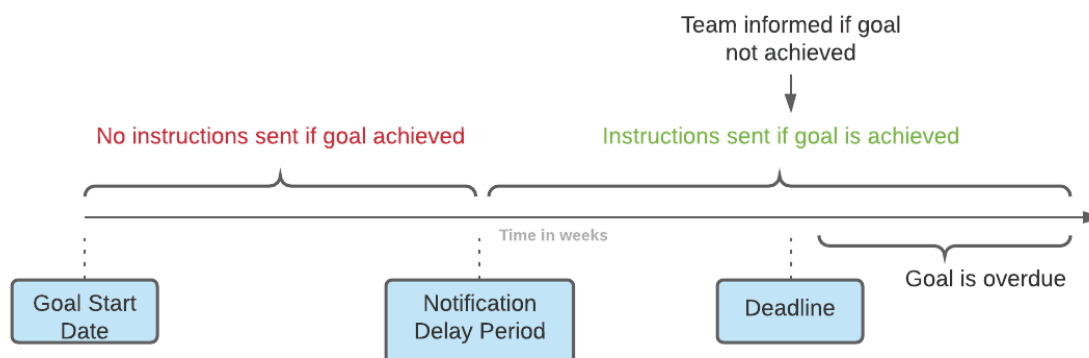 Team informed if goal
not achieved
No instructions sent if goal achieved
Instructions sent if goal is achieved
Time in weeks
Goal is overdue
Goal Start
Date
Notification
Delay Period
Deadline